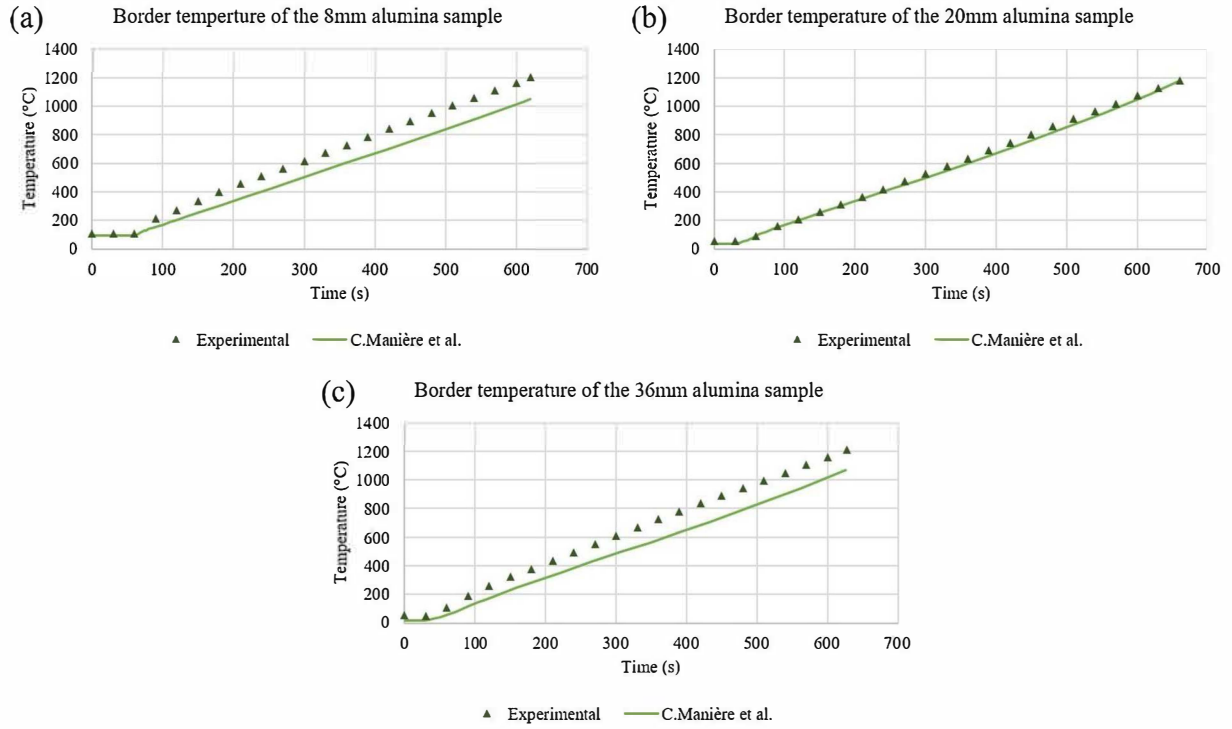 (a)
Border temperture of the 8mm alumina sample
1400
1200
1000
800
600
400
200
0
Temperature (°C)
0 100 200 300 400 500 600 700
Time (s)
Experimental C.Manière et al.
(b)
Border temperature of the 20mm alumina sample
1400
1200
1000
800
600
400
200
0
Temperature (°C)
0 100 200 300 400 500 600 700
Time (s)
Experimental C.Manière et al.
(c)
Border temperature of the 36mm alumina sample
1400
1200
1000
800
600
400
200
0
Temperature (°C)
0 100 200 300 400 500 600 700
Time (s)
Experimental C.Manière et al.